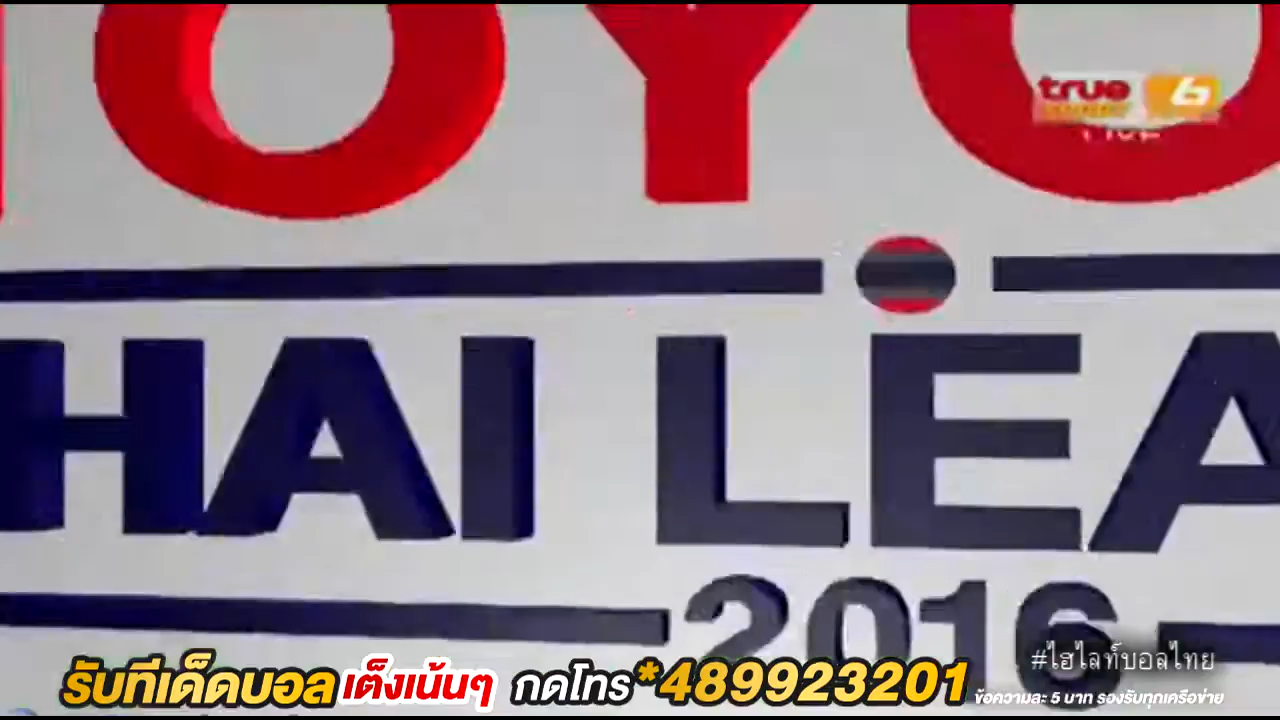 TOYO
true 6
HAI LEA
2016
#ไฮไลท์บอลไทย
รับทีเด็ดบอล เต็งเน้นๆ กดโทร *489923201
ข้อความละ 5 บาท รองรับทุกเครือข่าย